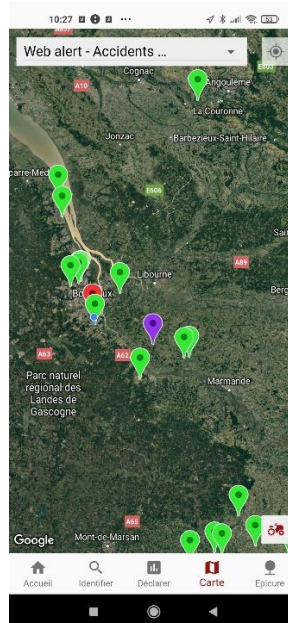 10:27
53
Web alert - Accidents ...
Cognac
A10
Angoulême
La Couronne
Jonzac
Barbezieux-Saint-Hilaire
E606
Libourne
A89
A63
A62
Parc naturel
régional des
Landes de
Gascogne
Marmande
A65
Google
Mont-de-Marsan
Accueil
Identifier
Déclarer
Carte
Epicure